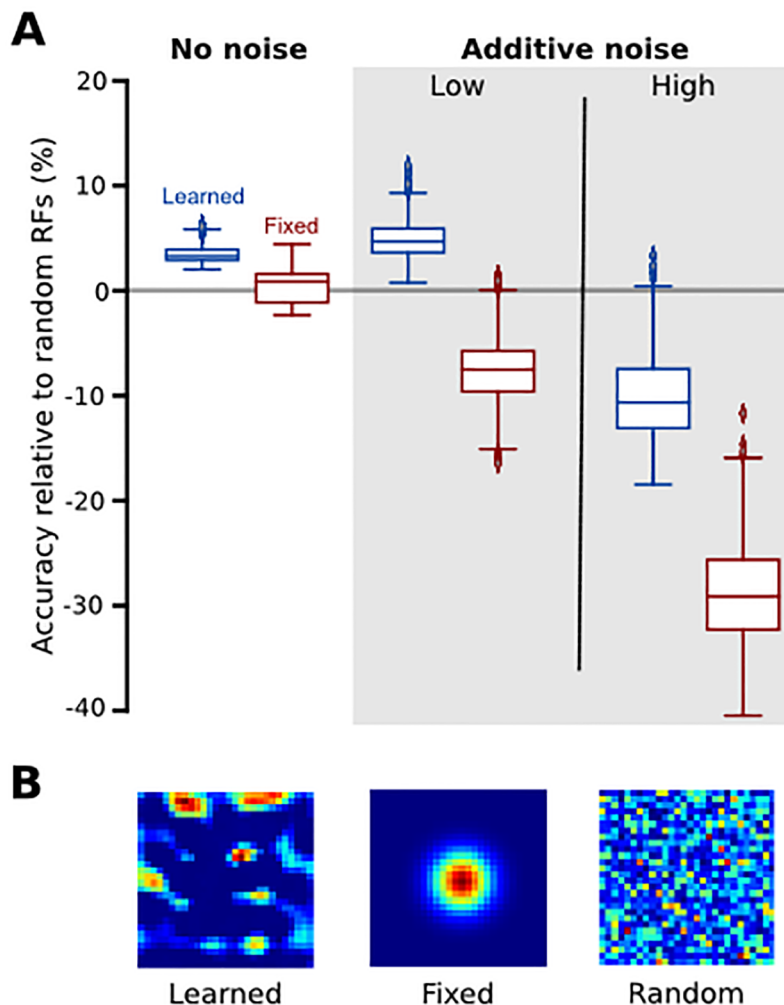 A
No noise
Additive noise
Low
High
Accuracy relative to random RFs (%)
20
10
0
-10
-20
-30
-40
Learned
Fixed
B
Learned
Fixed
Random